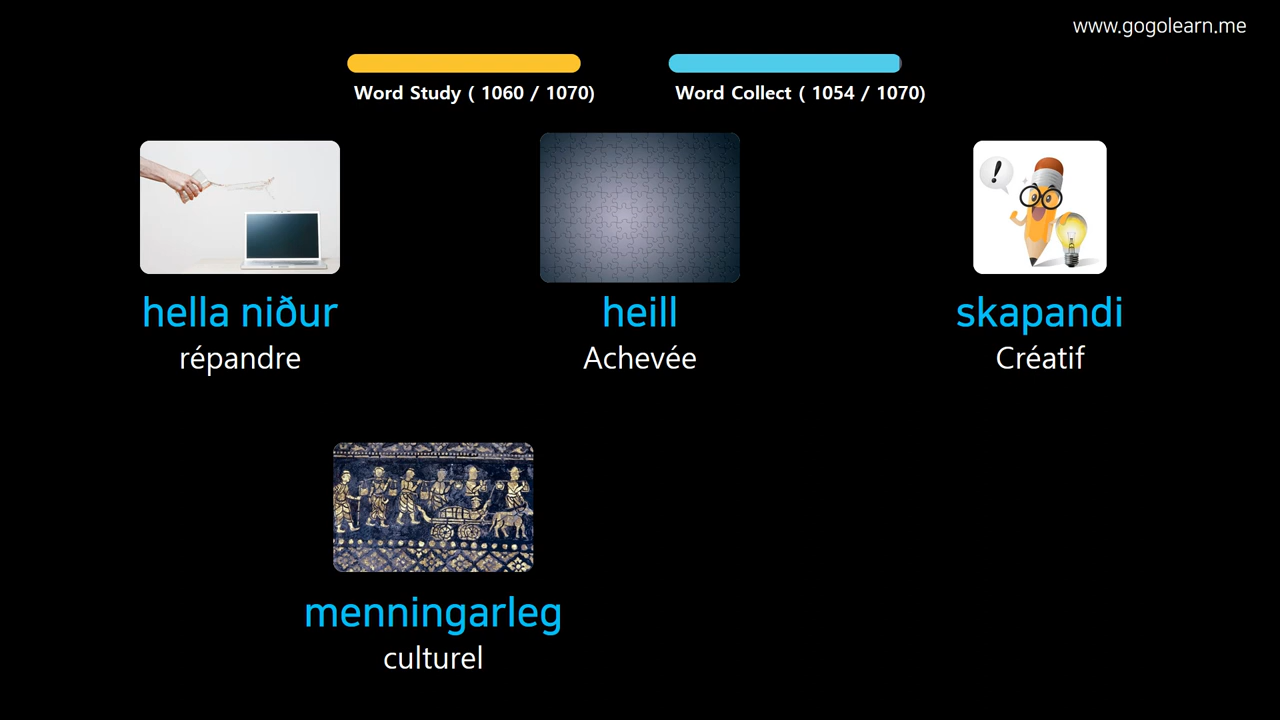 www.gogolearn.me
Word Study ( 1060 / 1070)
Word Collect ( 1054 / 1070)
hella niður
répandre
heill
Achevée
!
skapandi
Créatif
menningarleg
culturel